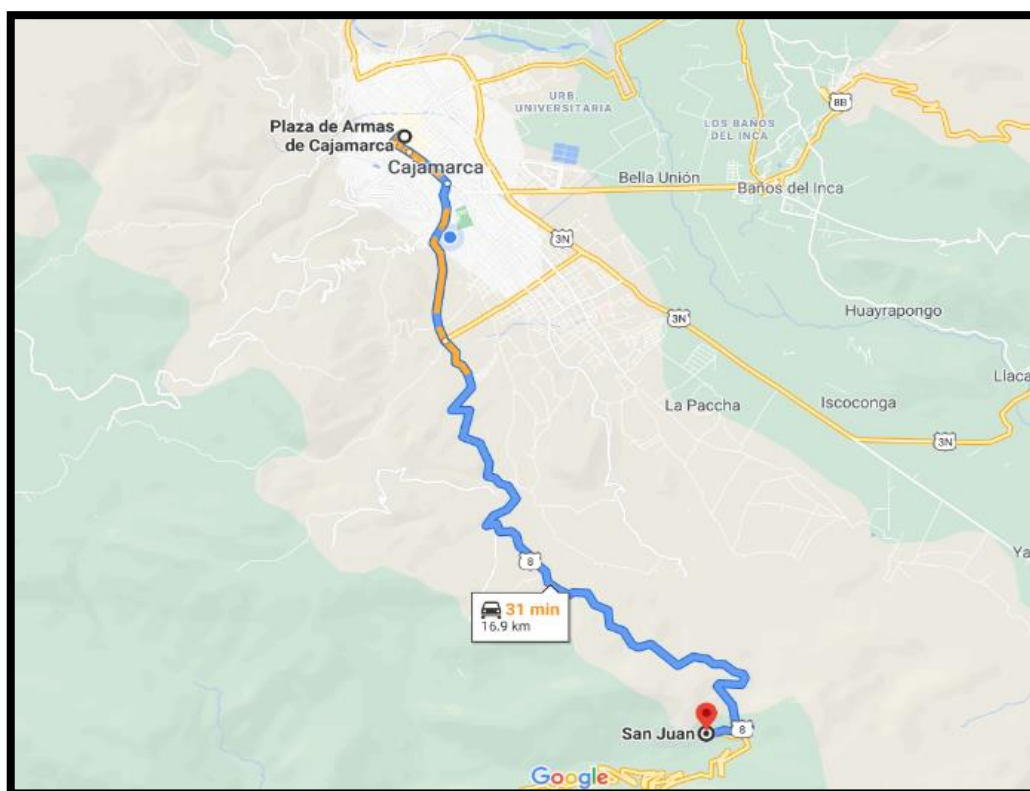 URB.
UNIVERSITARIA
8B
LOS BAÑOS
DEL INCA
Plaza de Armas
de Cajamarca
Cajamarca
Bella Unión
Baños del Inca
3N
Huayrapongo
3N
Llaca
La Paccha
Iscoconga
3N
Ya
8
31 min
16.9 km
San Juan
8
Google